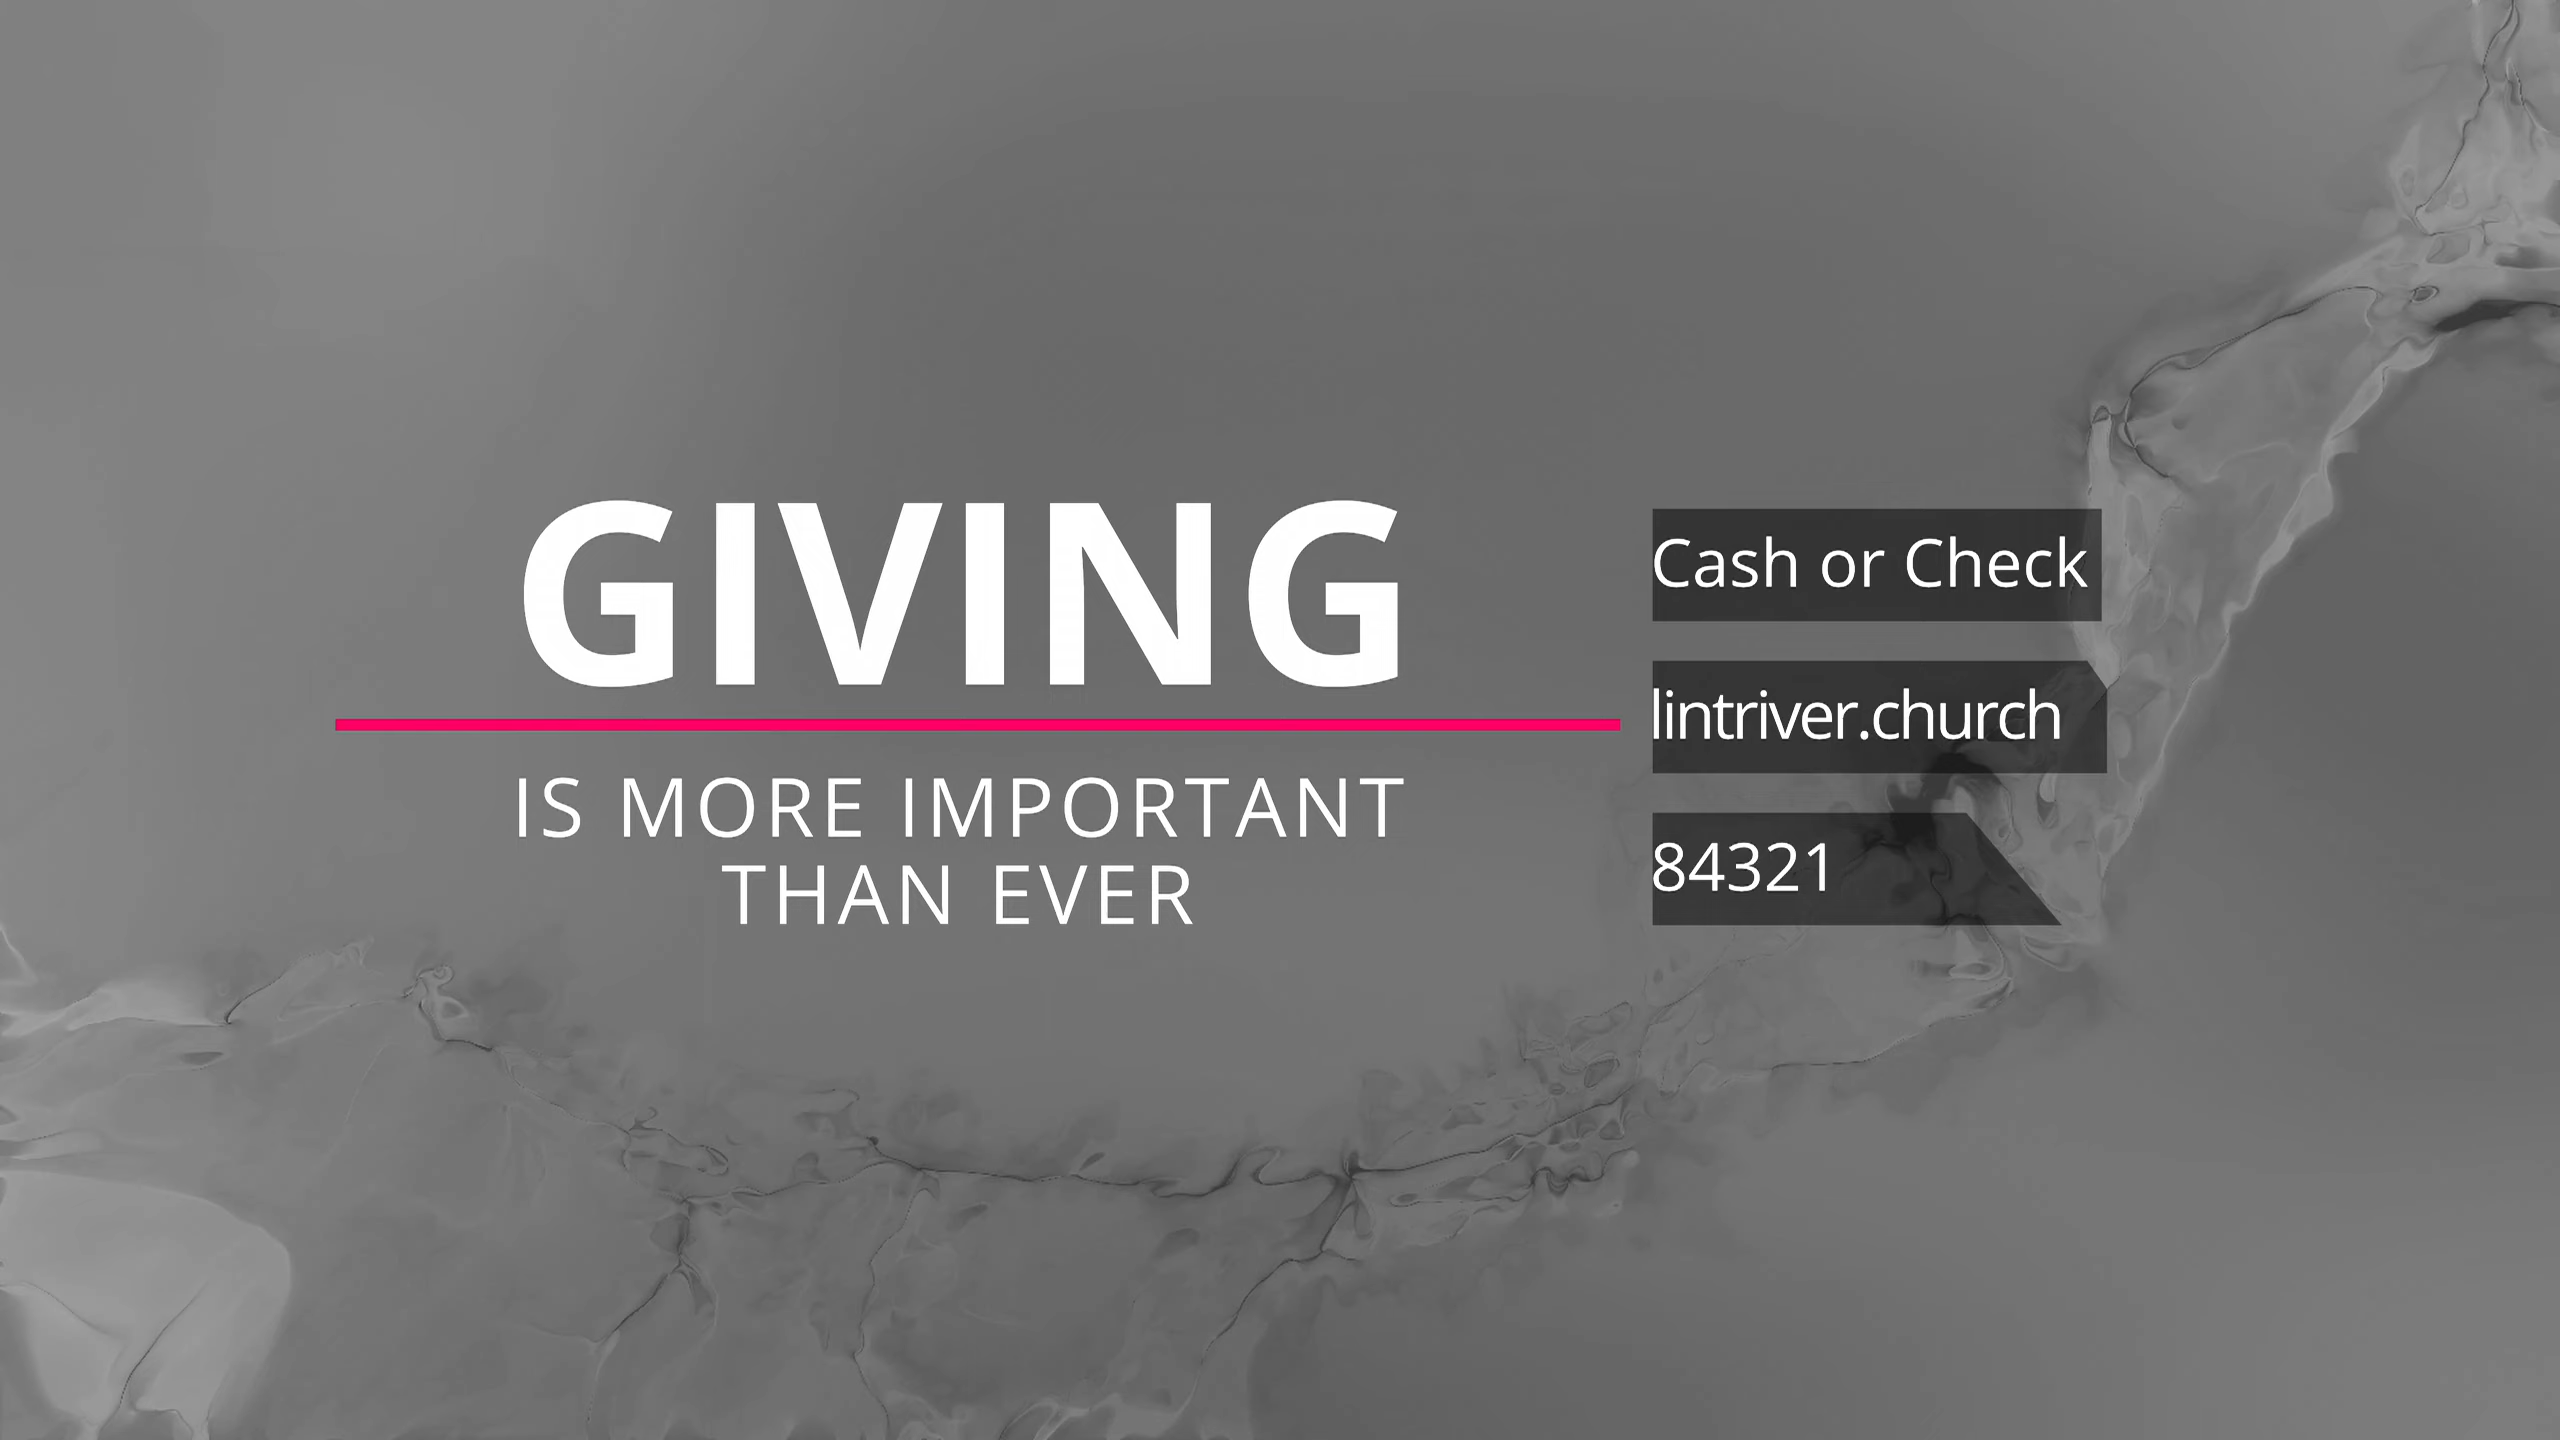 GIVING
IS MORE IMPORTANT
THAN EVER
Cash or Check
lintriver.church
84321